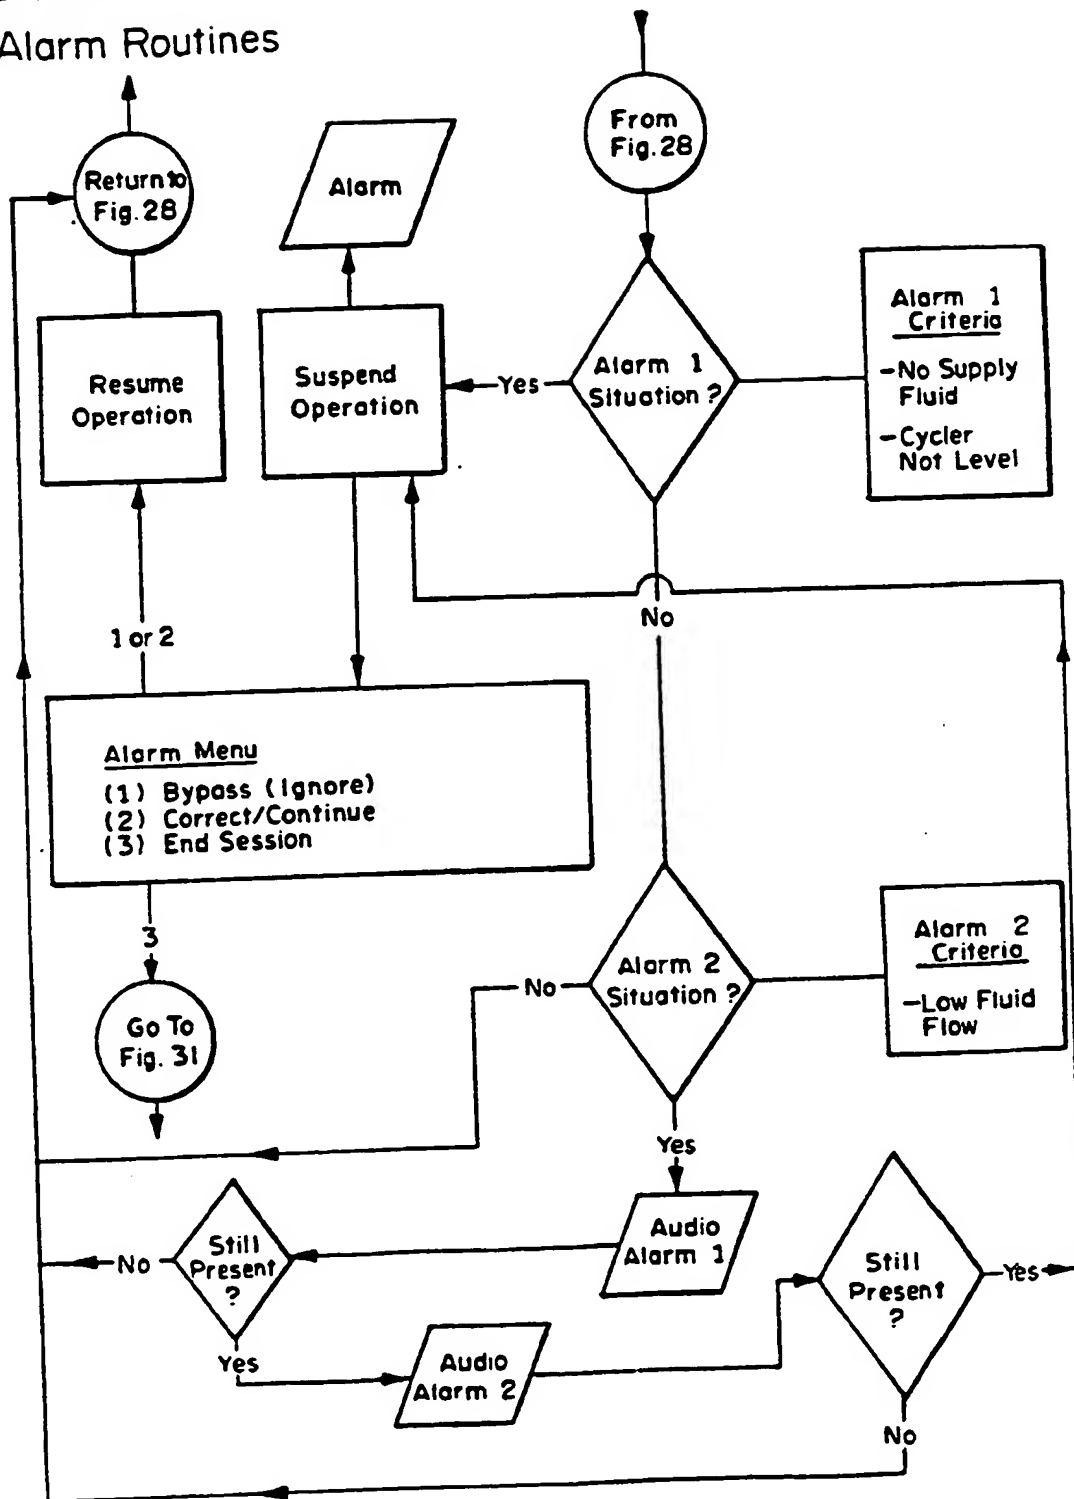 Alarm Routines
From
Fig. 28
Return to
Fig. 28
Alarm
Alarm 1
Criteria
-No Supply
Fluid
-Cycler
Not Level
Alarm 1
Situation ?
Yes
Suspend
Operation
Resume
Operation
No
1 or 2
Alarm Menu
(1) Bypass (Ignore)
(2) Correct/Continue
(3) End Session
3
Go To
Fig. 31
Alarm 2
Situation ?
No
Alarm 2
Criteria
-Low Fluid
Flow
Yes
Audio
Alarm 1
Still
Present
?
No
Yes
Audio
Alarm 2
Still
Present
?
Yes
No